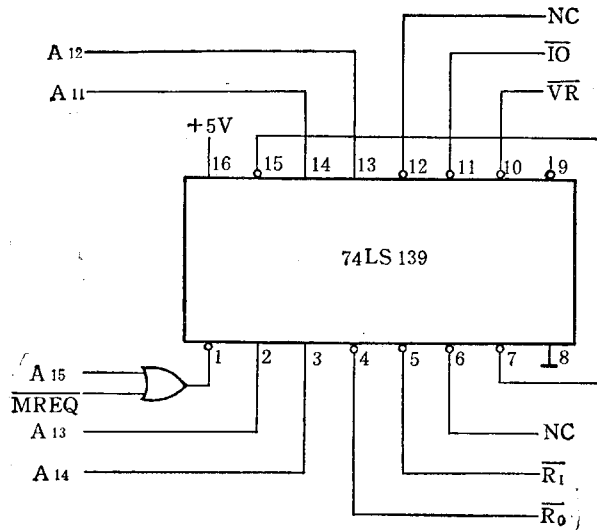 NC
A 12
IO
A 11
VR
+5V
16 15 14 13 12 11 10 9
74LS 139
1 2 3 4 5 6 7 8
A 15
MREQ
A 13
NC
A 14
R1
R0